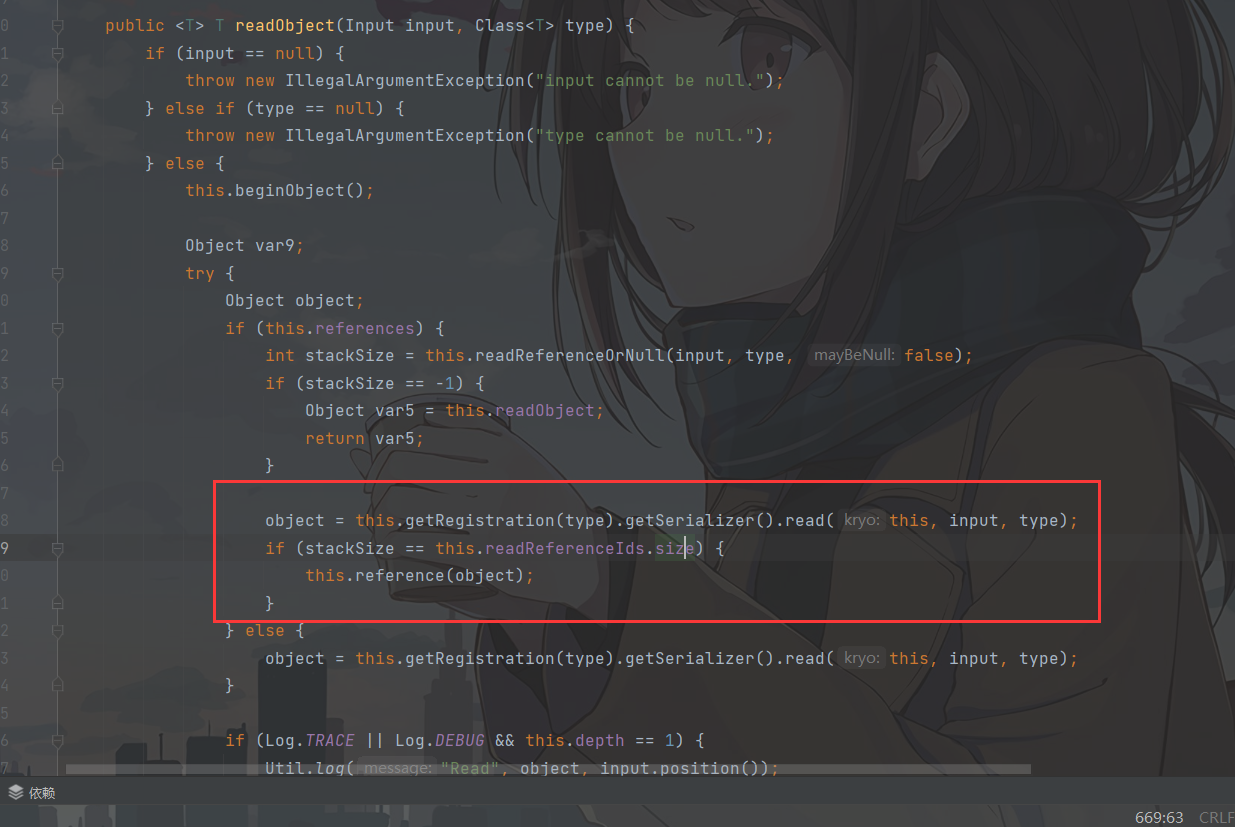 0 public <T> T readObject(Input input, Class<T> type) {
1 if (input == null) {
2 throw new IllegalArgumentException("input cannot be null.");
3 } else if (type == null) {
4 throw new IllegalArgumentException("type cannot be null.");
5 } else {
6 this.beginObject();
7
8 Object var9;
9 try {
0 Object object;
1 if (this.references) {
2 int stackSize = this.readReferenceOrNull(input, type, mayBeNull: false);
3 if (stackSize == -1) {
4 Object var5 = this.readObject;
5 return var5;
6 }
7
8 object = this.getRegistration(type).getSerializer().read( kryo: this, input, type);
9 if (stackSize == this.readReferenceIds.size) {
0 this.reference(object);
1 }
2 } else {
3 object = this.getRegistration(type).getSerializer().read( kryo: this, input, type);
4 }
5
6 if (Log.TRACE || Log.DEBUG && this.depth == 1) {
7 Util.log( message: "Read", object, input.position());
依赖
669:63 CRLF